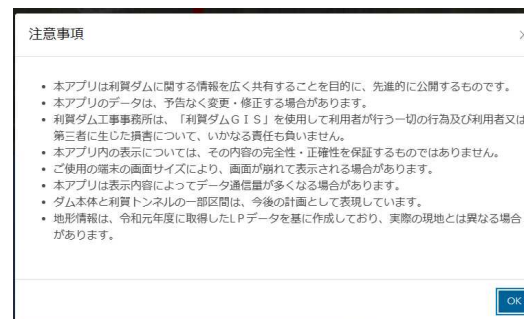 注意事項
・本アプリは利賀ダムに関する情報を広く共有することを目的に、先進的に公開するものです。
・本アプリのデータは、予告なく変更・修正する場合があります。
・利賀ダム工事事務所は、「利賀ダムＧＩＳ」を使用して利用者が行う一切の行為及び利用者又は
第三者に生じた損害について、いかなる責任も負いません。
・本アプリ内の表示については、その内容の完全性・正確性を保証するものではありません。
・ご使用の端末の画面サイズにより、画面が崩れて表示される場合があります。
・本アプリは表示内容によってデータ通信量が多くなる場合があります。
・ダム本体と利賀トンネルの一部区間は、今後の計画として表現しています。
・地形情報は、令和元年度に取得したＬＰデータを基に作成しており、実際の現地とは異なる場合
があります。
OK